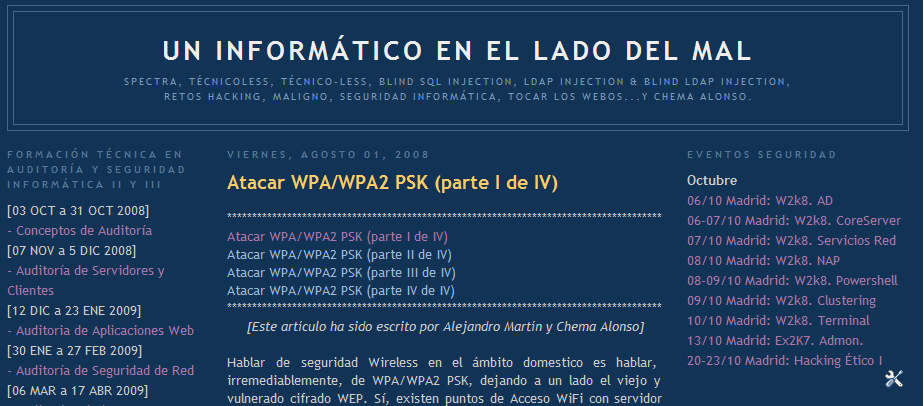 UN INFORMÁTICO EN EL LADO DEL MAL
SPECTRA, TÉCNICOLESS, TÉCNICO-LESS, BLIND SQL INJECTION, LDAP INJECTION & BLIND LDAP INJECTION,
RETOS HACKING, MALIGNO, SEGURIDAD INFORMÁTICA, TOCAR LOS WEBOS...Y CHEMA ALONSO.
FORMACIÓN TÉCNICA EN
AUDITORÍA Y SEGURIDAD
INFORMÁTICA II Y III
[03 OCT a 31 OCT 2008]
- Conceptos de Auditoría
[07 NOV a 5 DIC 2008]
- Auditoría de Servidores y
Clientes
[12 DIC a 23 ENE 2009]
- Auditoria de Aplicaciones Web
[30 ENE a 27 FEB 2009]
- Auditoría de Seguridad de Red
[06 MAR a 17 ABR 2009]
VIERNES, AGOSTO 01, 2008
Atacar WPA/WPA2 PSK (parte I de IV)
***************************************************************************************
Atacar WPA/WPA2 PSK (parte I de IV)
Atacar WPA/WPA2 PSK (parte II de IV)
Atacar WPA/WPA2 PSK (parte III de IV)
Atacar WPA/WPA2 PSK (parte IV de IV)
***************************************************************************************
[Este artículo ha sido escrito por Alejandro Martín y Chema Alonso]
Hablar de seguridad Wireless en el ámbito domestico es hablar,
irremediablemente, de WPA/WPA2 PSK, dejando a un lado el viejo y
vulnerado cifrado WEP. Sí, existen puntos de Acceso WiFi con servidor
EVENTOS SEGURIDAD
Octubre
06/10 Madrid: W2k8. AD
06-07/10 Madrid: W2k8. CoreServer
07/10 Madrid: W2k8. Servicios Red
08/10 Madrid: W2k8. NAP
08-09/10 Madrid: W2k8. Powershell
09/10 Madrid: W2k8. Clustering
10/10 Madrid: W2k8. Terminal
13/10 Madrid: Ex2K7. Admon.
20-23/10 Madrid: Hacking Ético I